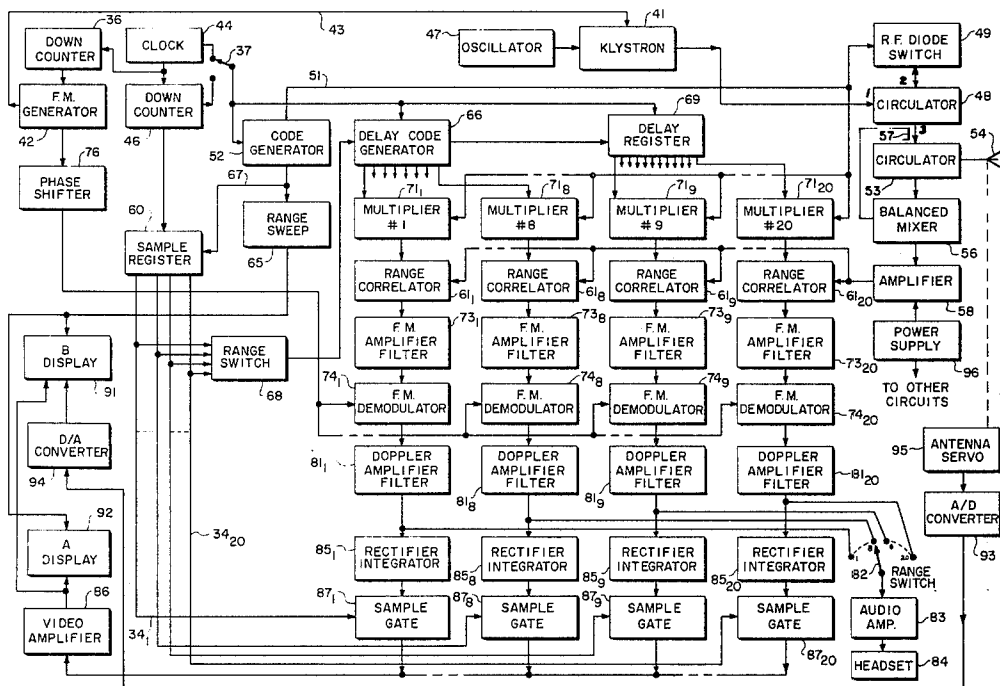 36
DOWN
COUNTER
44
CLOCK
37
43
41
47
OSCILLATOR
KLYSTRON
49
R.F. DIODE
SWITCH
F.M.
GENERATOR
42
DOWN
COUNTER
46
51
66
69
2
1
CIRCULATOR
48
CODE
GENERATOR
52
DELAY CODE
GENERATOR
DELAY
REGISTER
57
3
54
76
PHASE
SHIFTER
CIRCULATOR
53
67
71₁
71₈
71₉
71₂₀
60
SAMPLE
REGISTER
RANGE
SWEEP
65
MULTIPLIER
#1
MULTIPLIER
#8
MULTIPLIER
#9
MULTIPLIER
#20
BALANCED
MIXER
56
RANGE
CORRELATOR
61₁
RANGE
CORRELATOR
61₈
RANGE
CORRELATOR
61₉
RANGE
CORRELATOR
61₂₀
AMPLIFIER
58
B
DISPLAY
91
RANGE
SWITCH
68
73₁
F.M.
AMPLIFIER
FILTER
73₈
F.M.
AMPLIFIER
FILTER
73₉
F.M.
AMPLIFIER
FILTER
F.M.
AMPLIFIER
FILTER
73₂₀
POWER
SUPPLY
96
TO OTHER
CIRCUITS
74₁
F.M.
DEMODULATOR
74₈
F.M.
DEMODULATOR
74₉
F.M.
DEMODULATOR
F.M.
DEMODULATOR
74₂₀
D/A
CONVERTER
94
81₁
DOPPLER
AMPLIFIER
FILTER
DOPPLER
AMPLIFIER
FILTER
81₈
DOPPLER
AMPLIFIER
FILTER
81₉
DOPPLER
AMPLIFIER
FILTER
181₂₀
95
ANTENNA
SERVO
A/D
CONVERTER
93
92
A
DISPLAY
34₂₀
RECTIFIER
INTEGRATOR
85₁
RECTIFIER
INTEGRATOR
85₈
RECTIFIER
INTEGRATOR
85₉
RECTIFIER
INTEGRATOR
85₂₀
1
8
9
20
82
RANGE
SWITCH
86
VIDEO
AMPLIFIER
34₁
87₁
SAMPLE
GATE
87₈
SAMPLE
GATE
87₉
SAMPLE
GATE
SAMPLE
GATE
87₂₀
AUDIO
AMP.
83
HEADSET
84